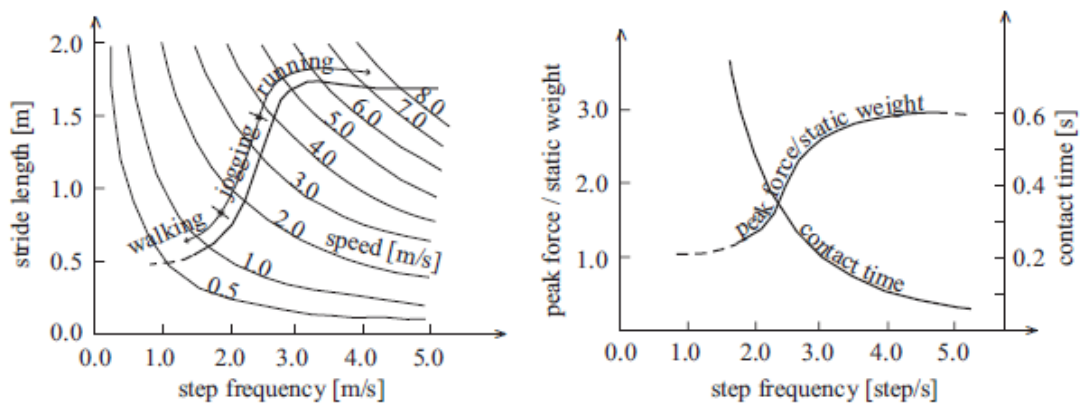 2.0
1.5
1.0
0.5
0.0
stride length [m]
0.0 1.0 2.0 3.0 4.0 5.0
step frequency [m/s]
walking
jogging
running
8.0
7.0
6.0
5.0
4.0
3.0
2.0
speed [m/s]
1.0
0.5
peak force / static weight
3.0
2.0
1.0
0.0 1.0 2.0 3.0 4.0 5.0
step frequency [step/s]
peak force/static weight
contact time
0.6
0.4
0.2
contact time [s]